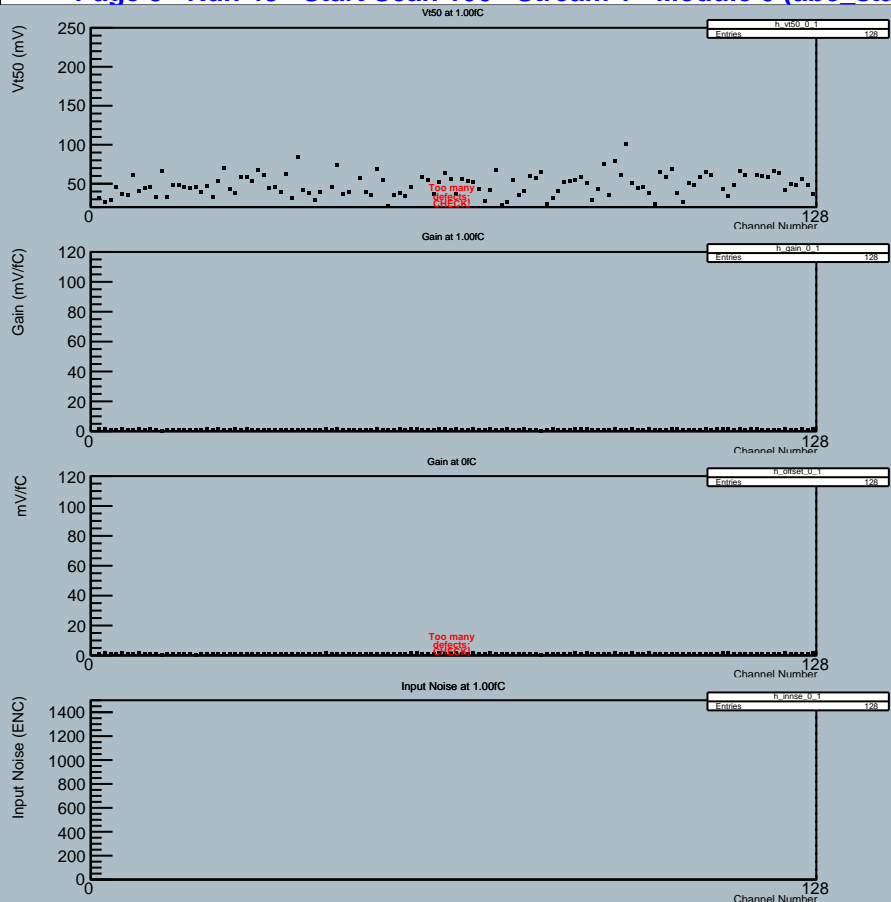 Vt50 at 1.00fC
h_vt50_0_1
Entries 128
Vt50 (mV)
250
200
150
100
50
Too many
defects;
CHECK!
0
128
Channel Number
Gain at 1.00fC
h_gain_0_1
Entries 128
Gain (mV/fC)
120
100
80
60
40
20
0
0
128
Channel Number
Gain at 0fC
h_offset_0_1
Entries 128
mV/fC
120
100
80
60
40
20
0
Too many
defects;
CHECK!
0
128
Channel Number
Input Noise at 1.00fC
h_innse_0_1
Entries 128
Input Noise (ENC)
1400
1200
1000
800
600
400
200
0
0
128
Channel Number